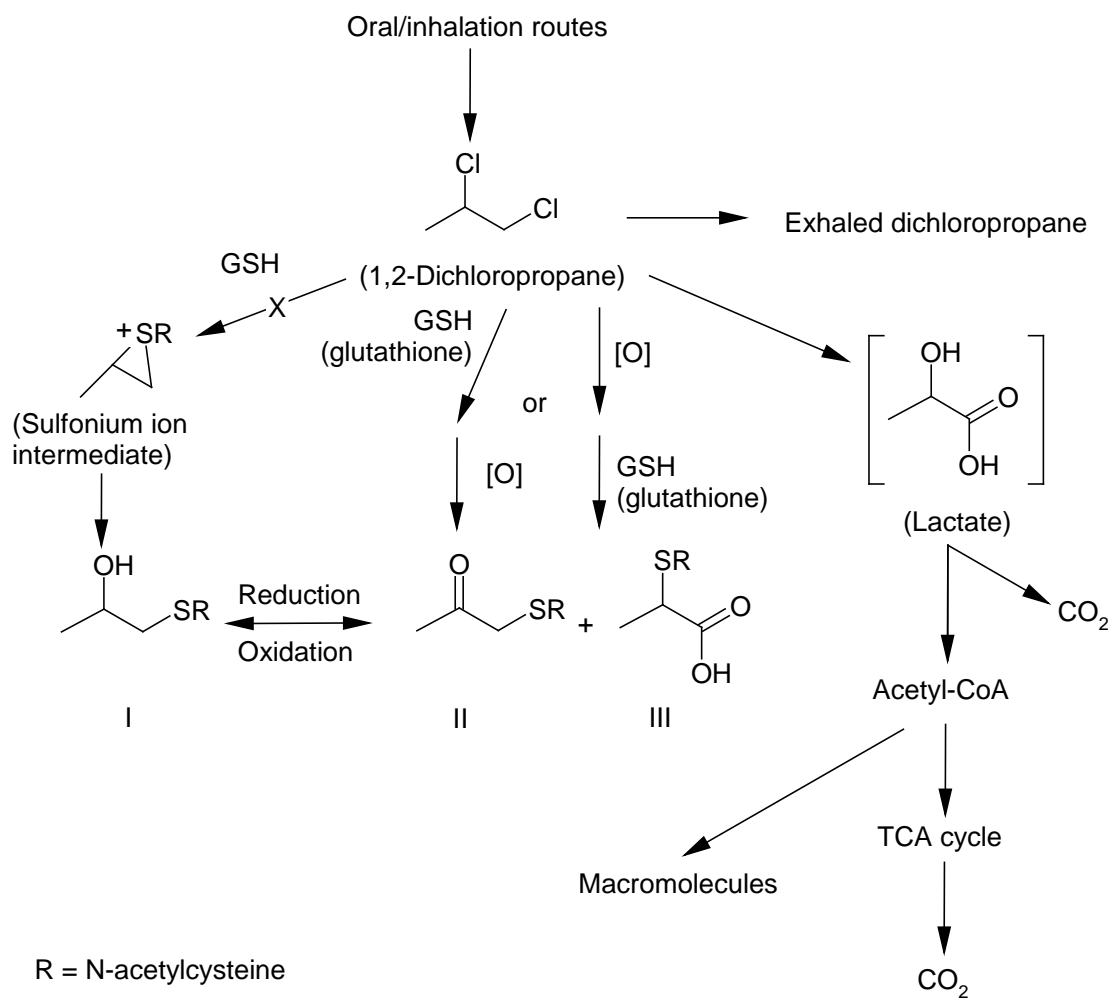 Oral/inhalation routes
Cl
Cl
Exhaled dichloropropane
GSH
(1,2-Dichloropropane)
X
GSH
(glutathione)
[O]
+
SR
OH
O
OH
or
(Sulfonium ion
intermediate)
[O]
GSH
(glutathione)
(Lactate)
OH
SR
Reduction
Oxidation
O
SR
+
SR
O
OH
CO2
Acetyl-CoA
I
II
III
TCA cycle
Macromolecules
R = N-acetylcysteine
CO2